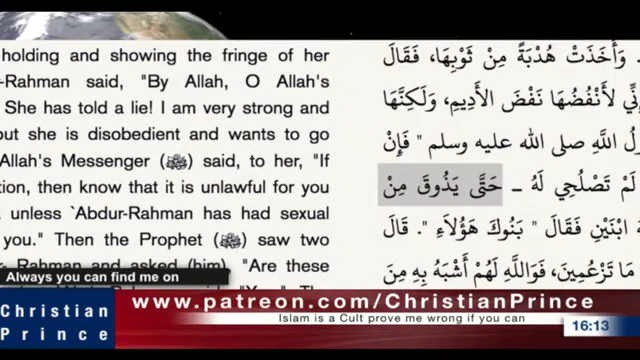 holding and showing the fringe of her
-Rahman said, "By Allah, O Allah's
She has told a lie! I am very strong and
but she is disobedient and wants to go
Allah's Messenger (ﷺ) said, to her, "If
tion, then know that it is unlawful for you
unless `Abdur-Rahman has had sexual
you." Then the Prophet (ﷺ) saw two
Rahman and asked (him), "Are these
وَأَخَذَتْ هُدْبَةً مِنْ ثَوْبِهَا، فَقَالَ
إِنِّي لأَنْفُضُهَا نَفْضَ الأَدِيمِ، وَلَكِنَّهَا
ولُ اللَّهِ صلى الله عليه وسلم " فَإِنْ
لَمْ تَصْلُحِي لَهُ ـ حَتَّى يَذُوقَ مِنْ
ابْنَيْنِ فَقَالَ " بَنُوكَ هَؤُلاَءِ ". قَالَ
مَا تَزْعُمِينَ، فَوَاللَّهِ لَهُمْ أَشْبَهُ بِهِ مِنَ
Always you can find me on
Christian
Prince
www.patreon.com/ChristianPrince
Islam is a Cult prove me wrong if you can
16:13